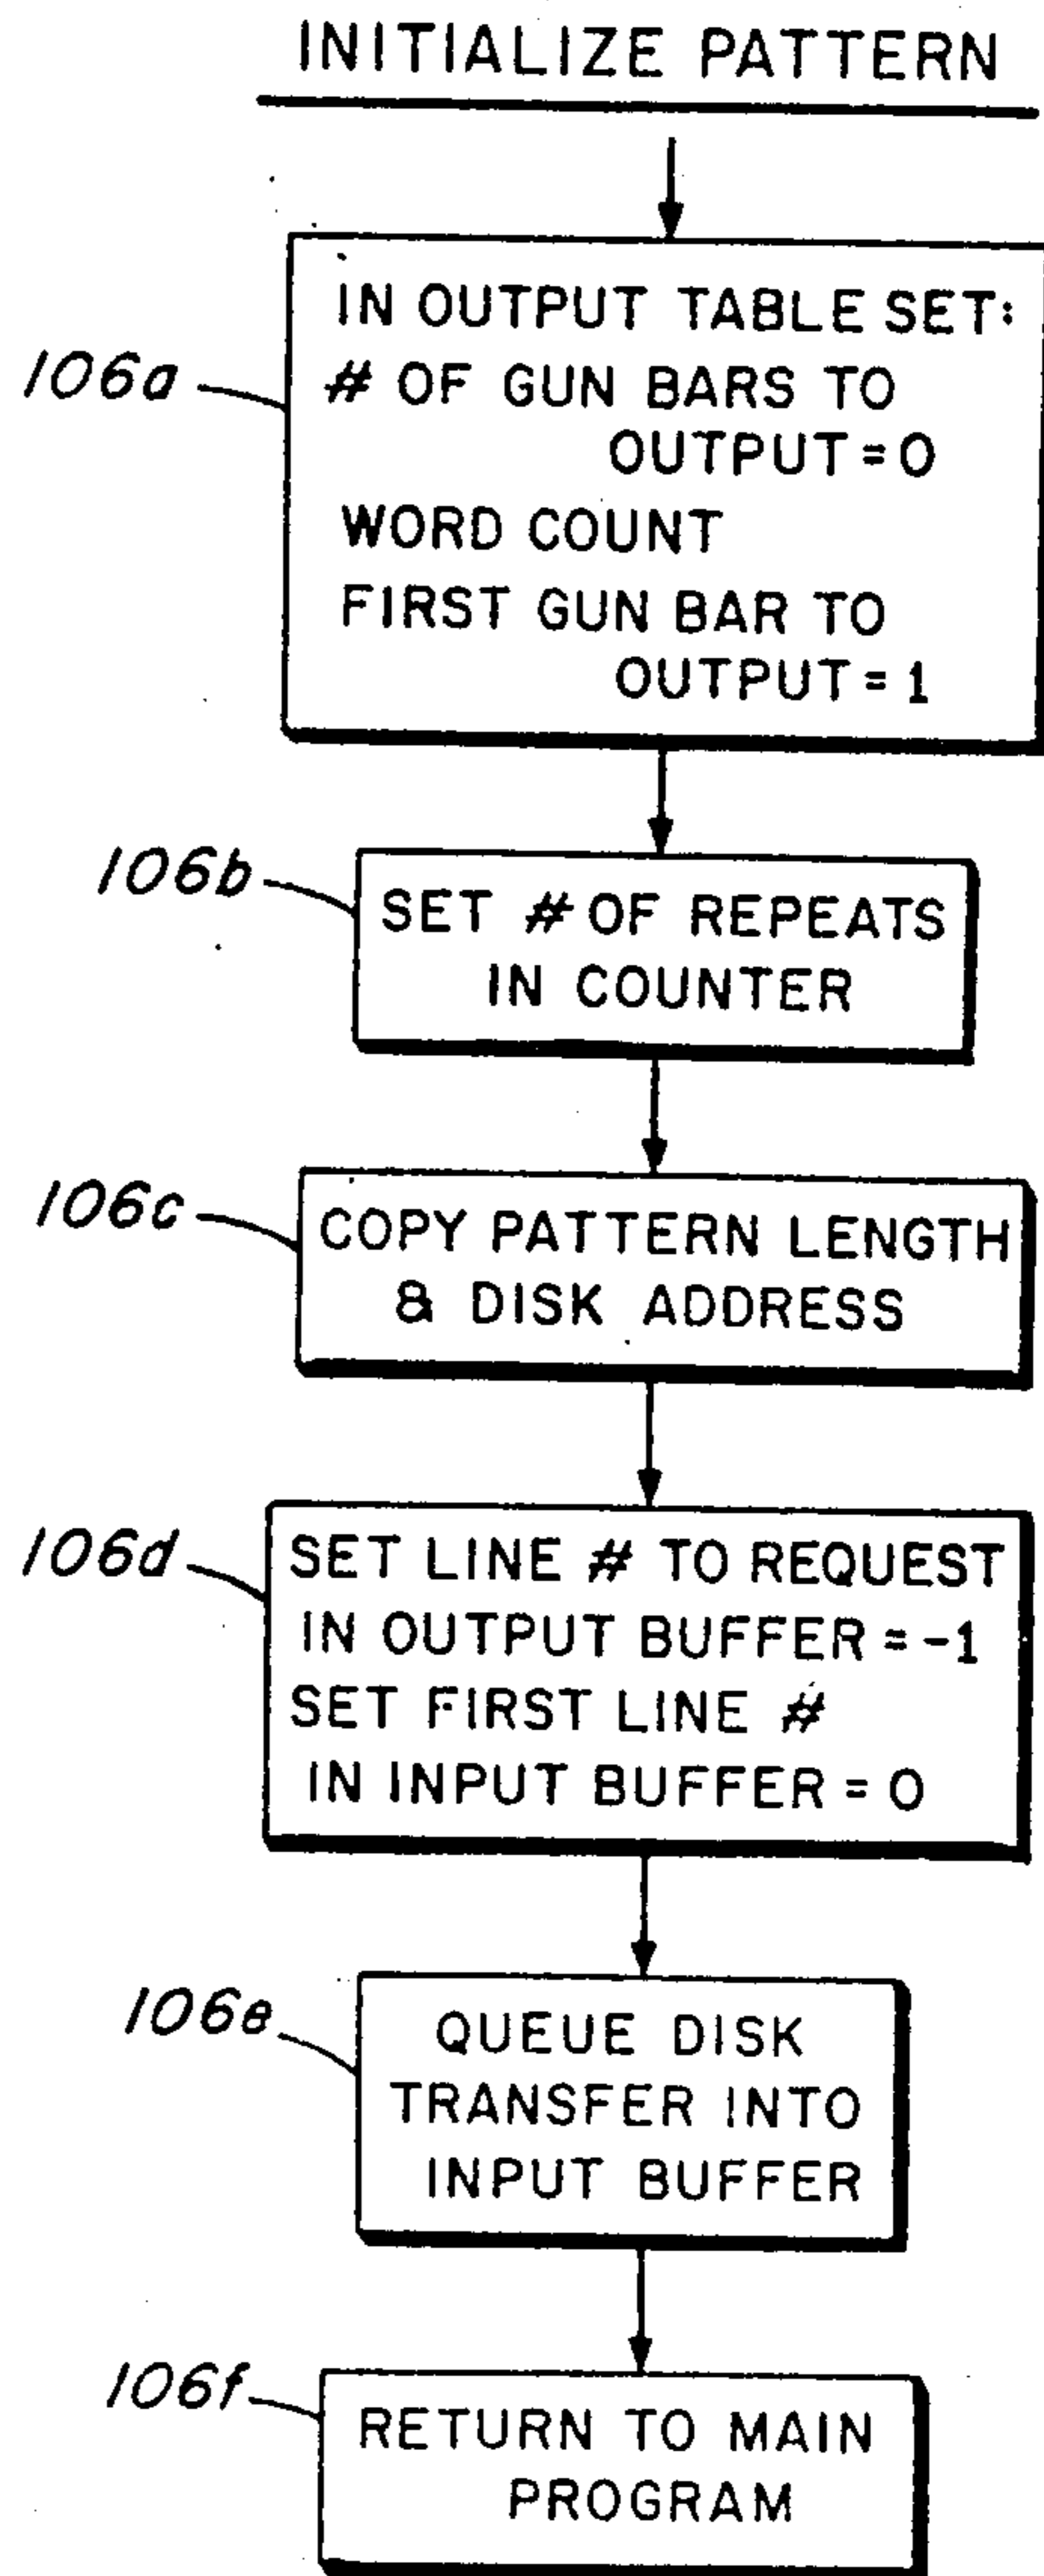 INITIALIZE PATTERN
106a
IN OUTPUT TABLE SET:
# OF GUN BARS TO
OUTPUT = 0
WORD COUNT
FIRST GUN BAR TO
OUTPUT = 1
106b
SET # OF REPEATS
IN COUNTER
106c
COPY PATTERN LENGTH
& DISK ADDRESS
106d
SET LINE # TO REQUEST
IN OUTPUT BUFFER = -1
SET FIRST LINE #
IN INPUT BUFFER = 0
106e
QUEUE DISK
TRANSFER INTO
INPUT BUFFER
106f
RETURN TO MAIN
PROGRAM